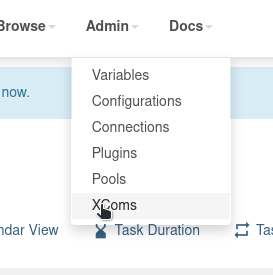 Browse Admin Docs
Variables
now.
Configurations
Connections
Plugins
Pools
XComs
ndar View Task Duration Tas